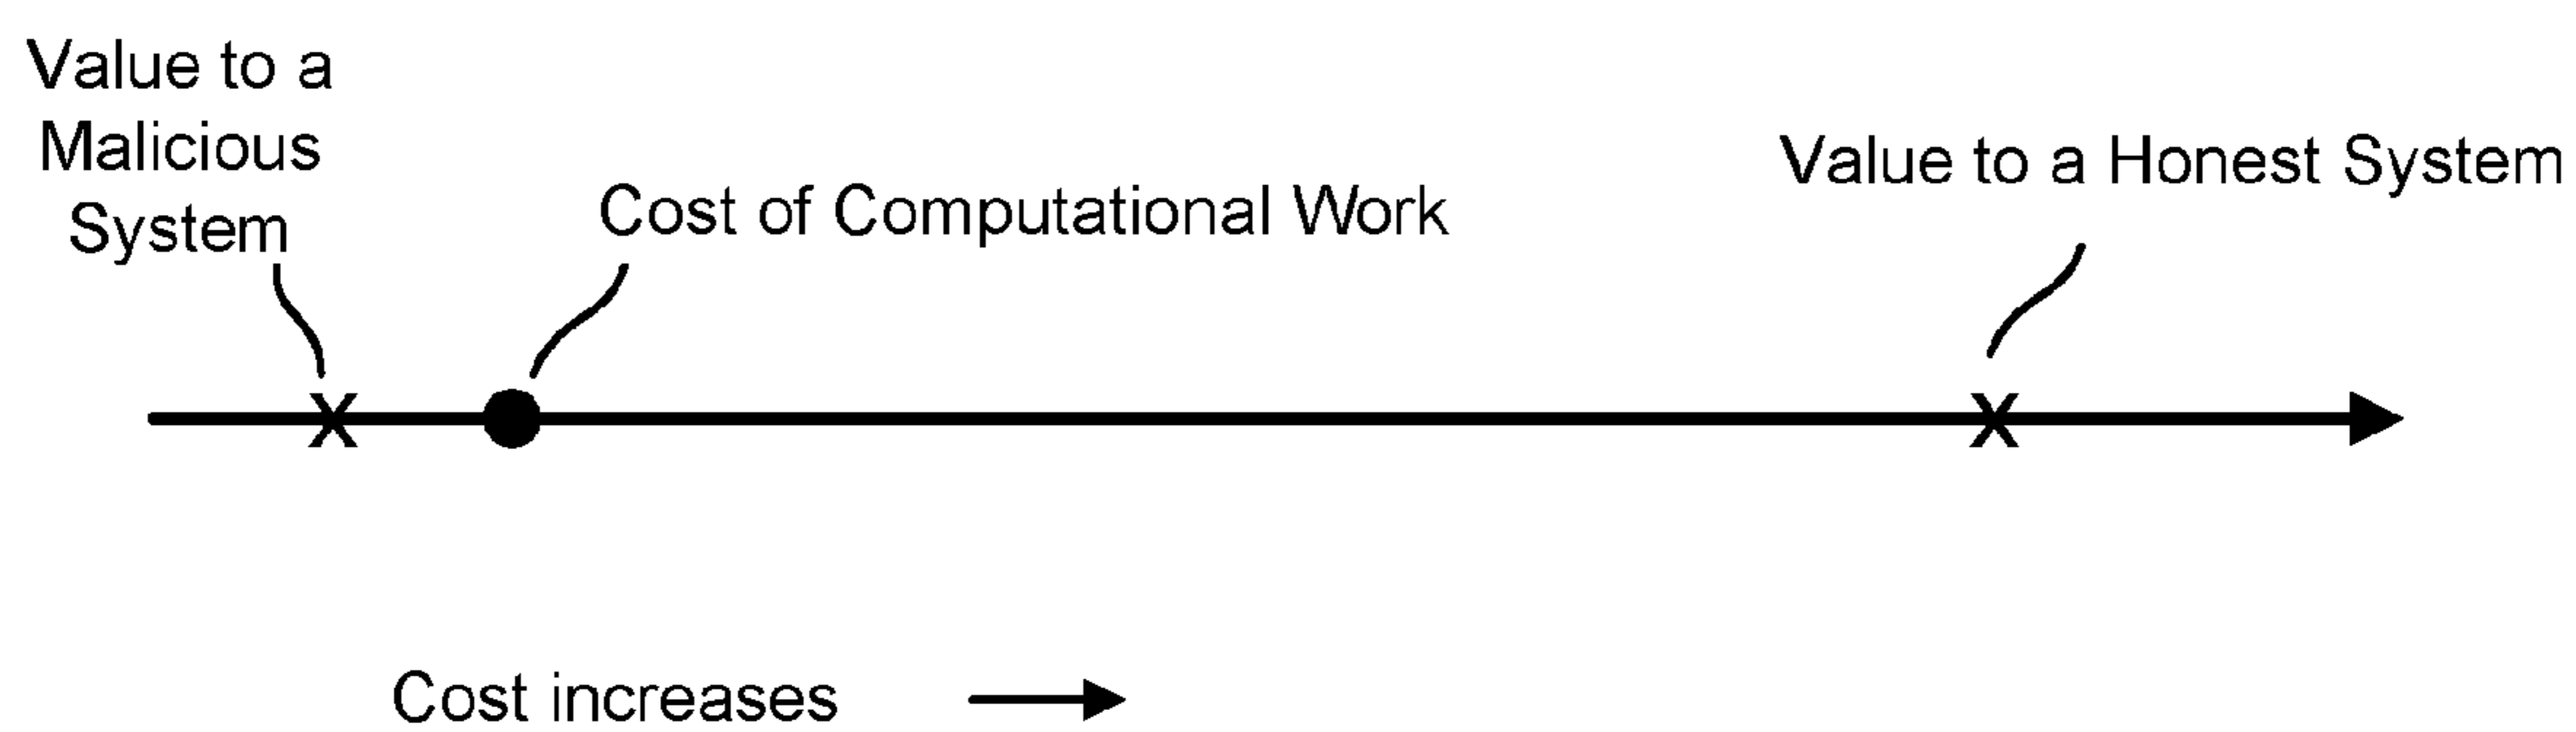 Value to a
Malicious
System
Cost of Computational Work
Value to a Honest System
X
X
Cost increases